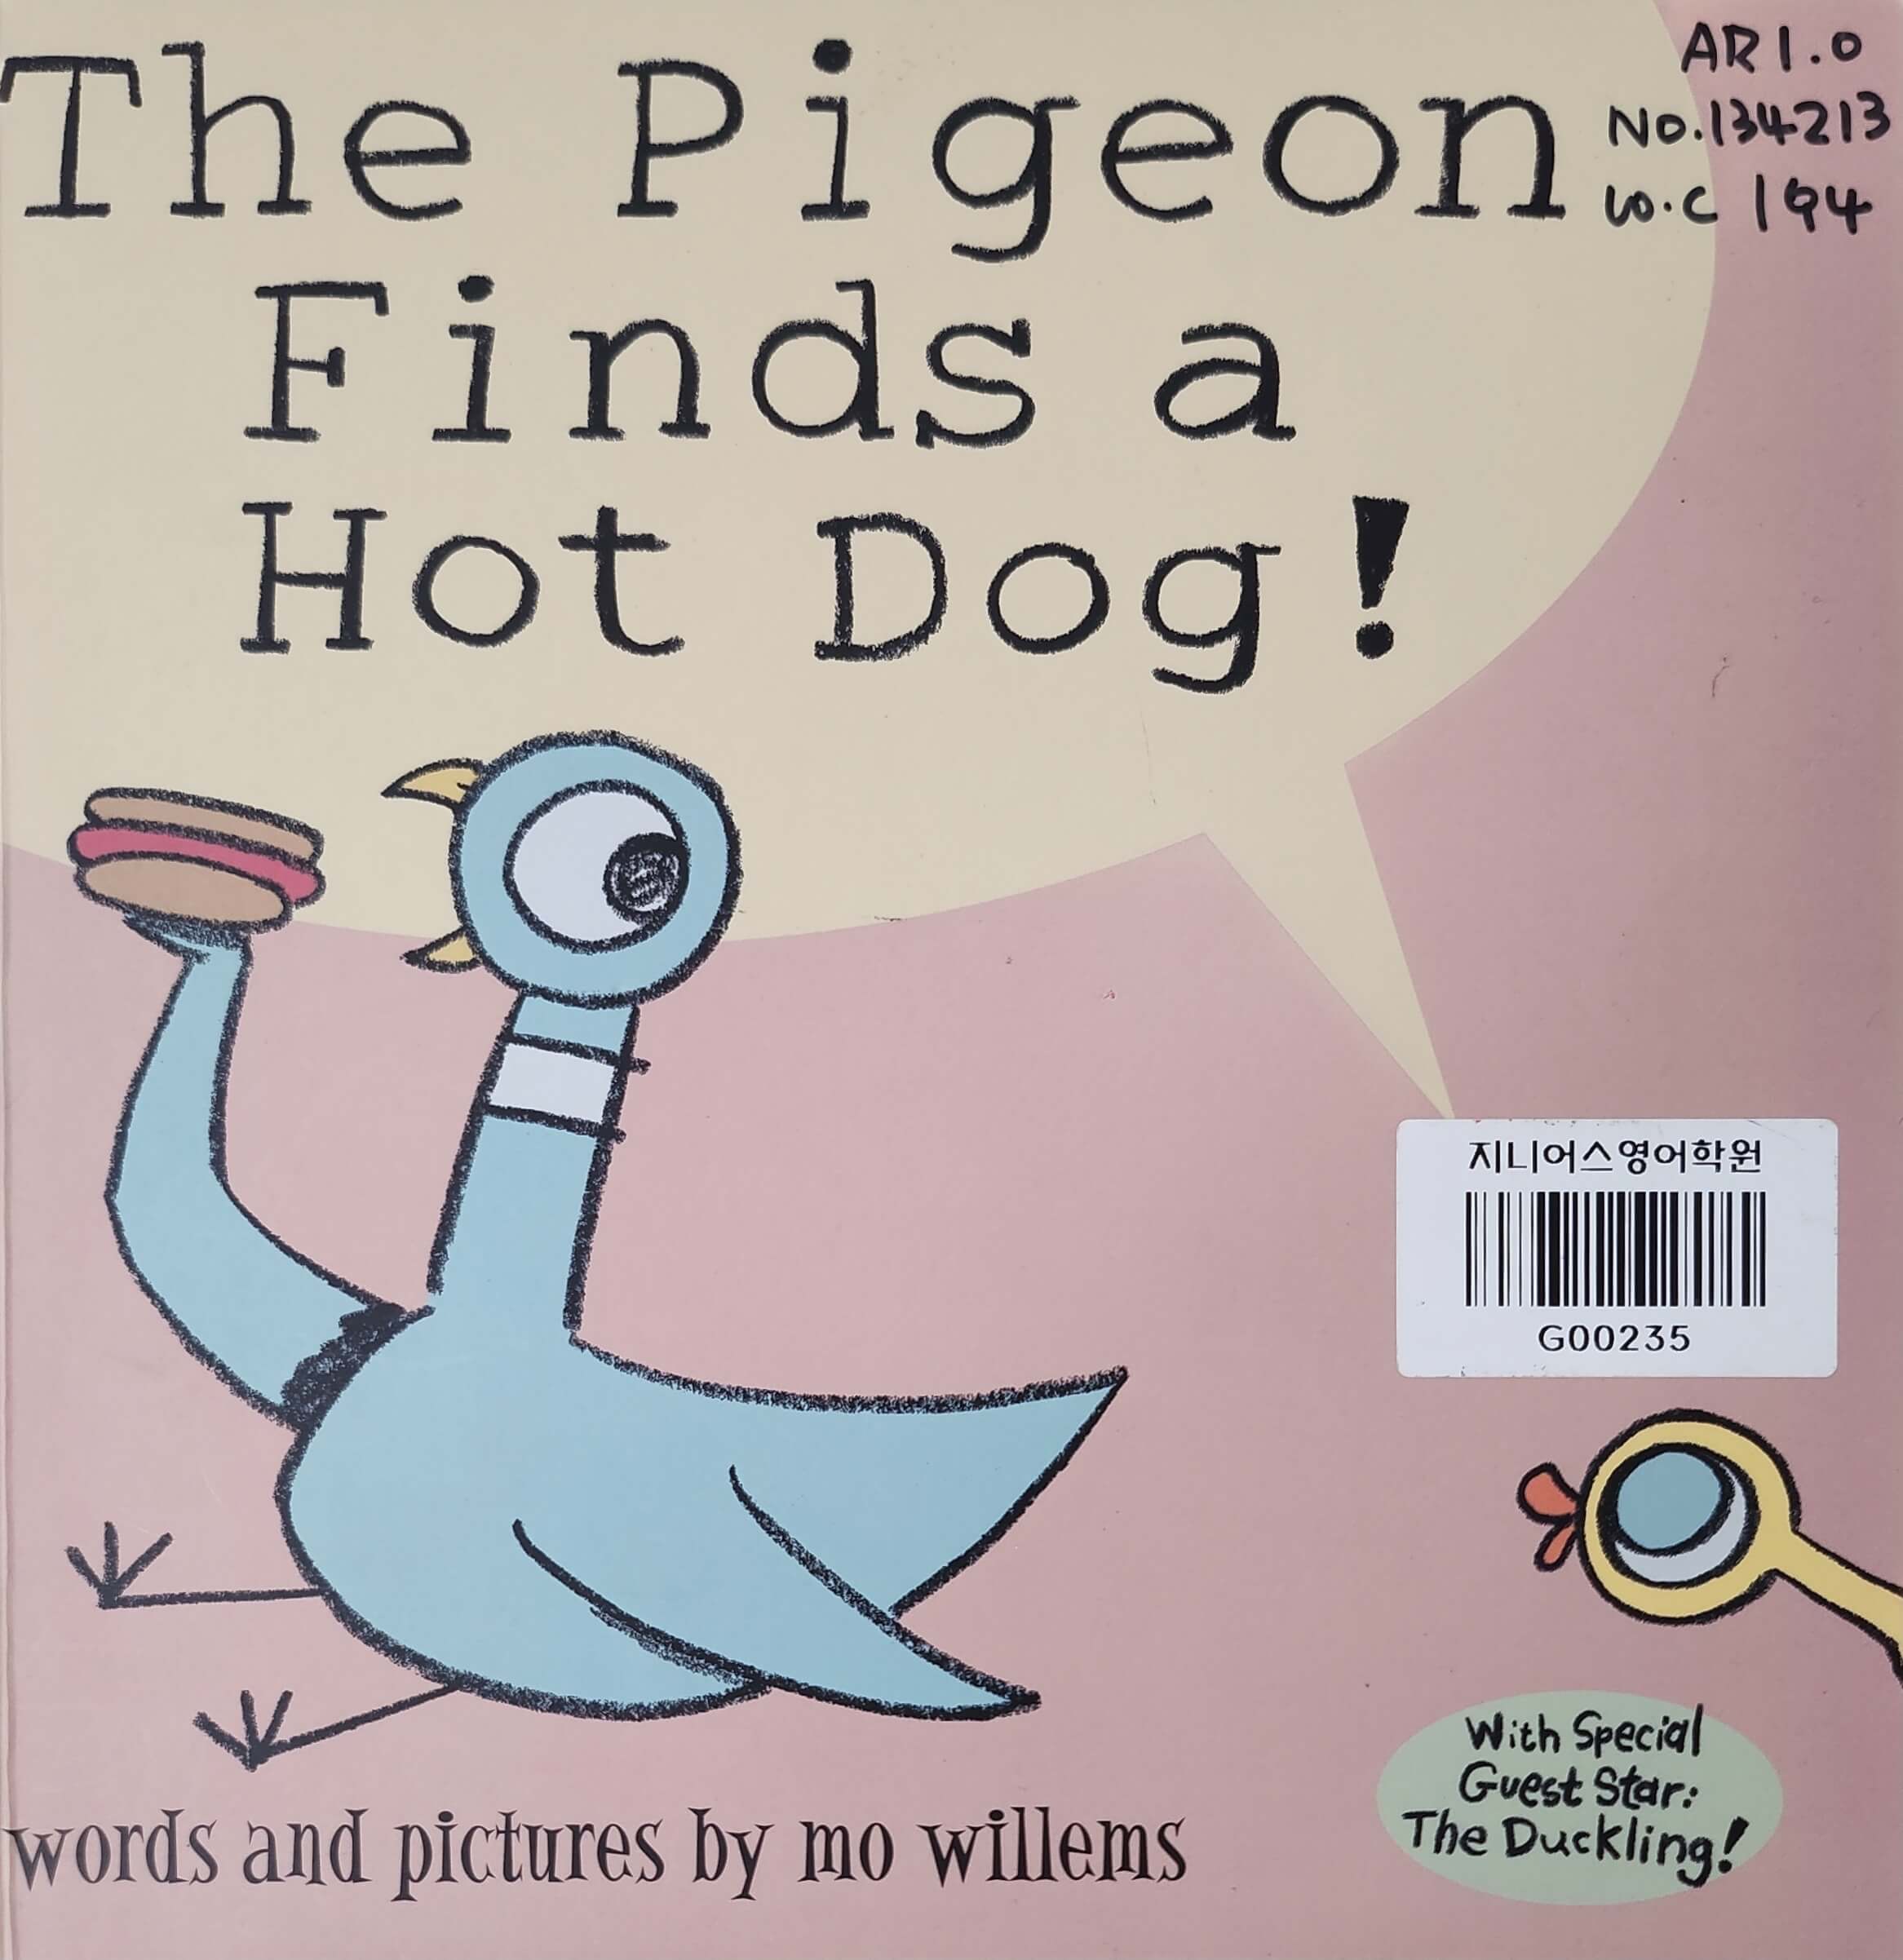 The Pigeon
Finds a
Hot Dog!
AR 1.0
No.134213
W.C 194
지니어스영어학원
G00235
With Special
Guest Star:
The Duckling!
words and pictures by mo willems